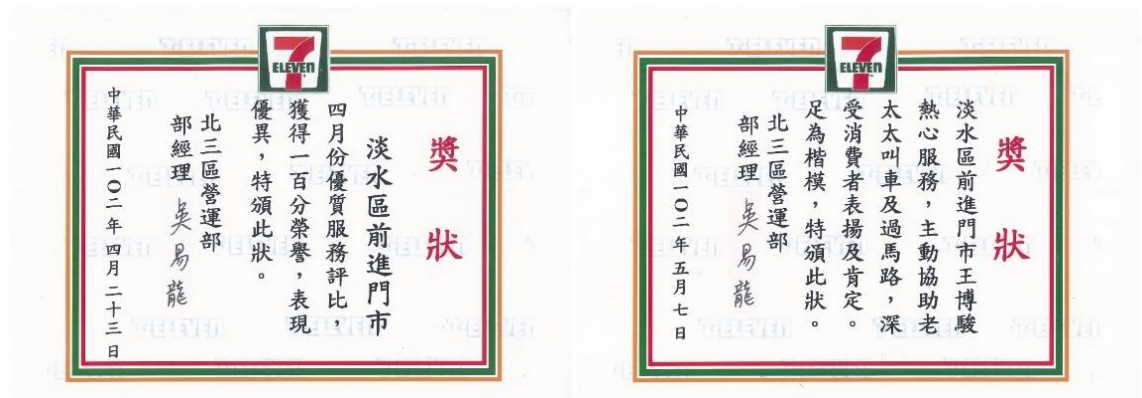 7
ELEVEN
獎狀
淡水區前進門市
四月份優質服務評比，
獲得一百分榮譽，表現
優異，特頒此狀。
北三區營運部
部經理 吳易龍
中華民國一〇二年四月二十三日
7
ELEVEN
獎狀
淡水區前進門市王博駿
熱心服務，主動協助老
太太叫車及過馬路，深
受消費者表揚及肯定。
足為楷模，特頒此狀。
北三區營運部
部經理 吳易龍
中華民國一〇二年五月七日